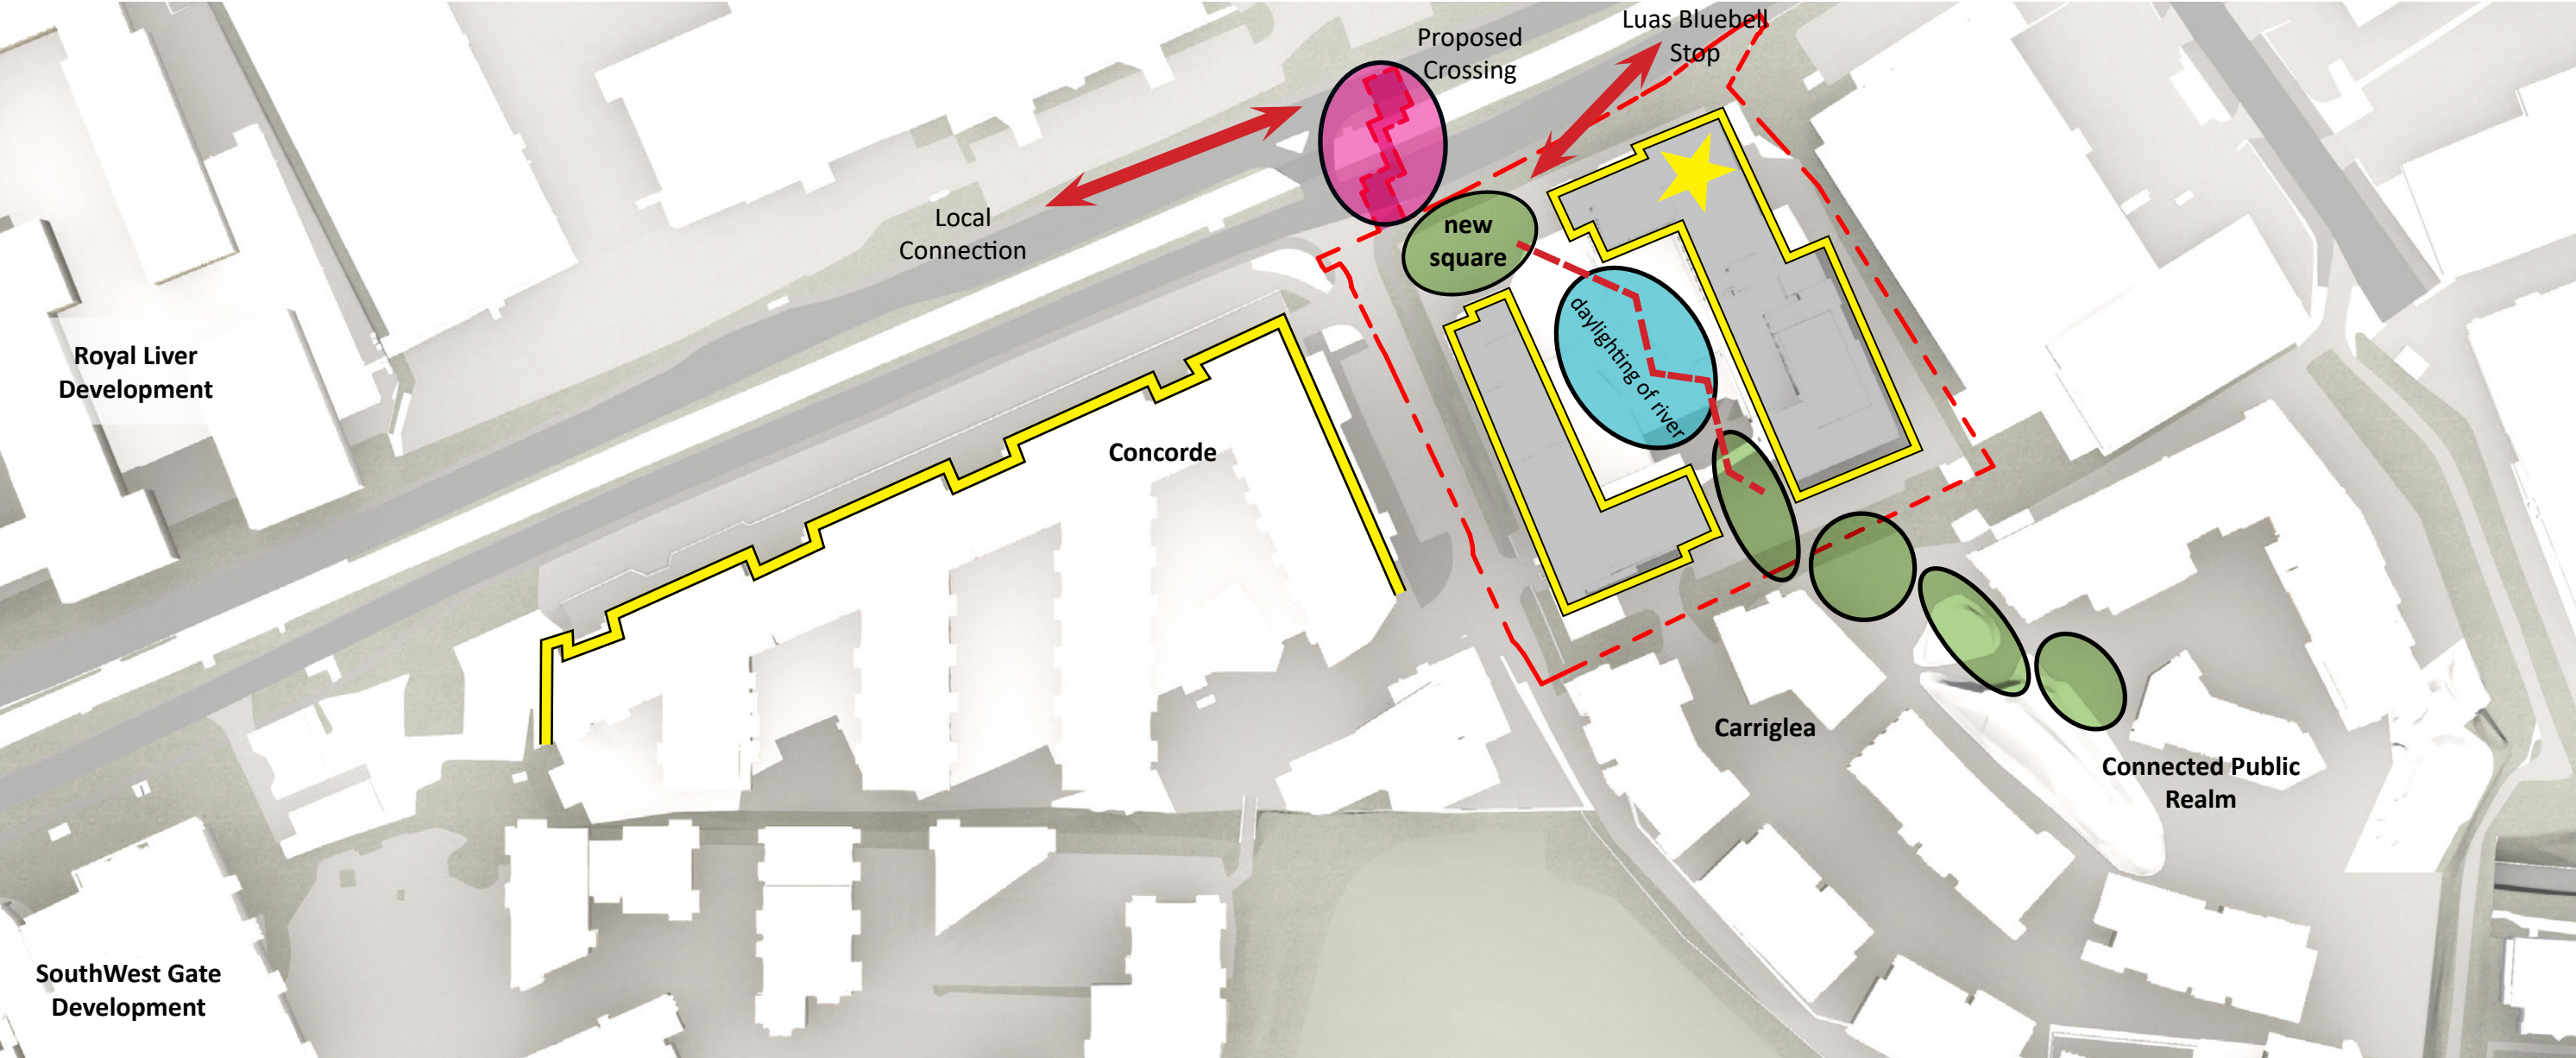 Luas Bluebell
Stop
Proposed
Crossing
Local
Connection
new
square
daylighting of river
Royal Liver
Development
Concorde
Carriglea
Connected Public
Realm
SouthWest Gate
Development